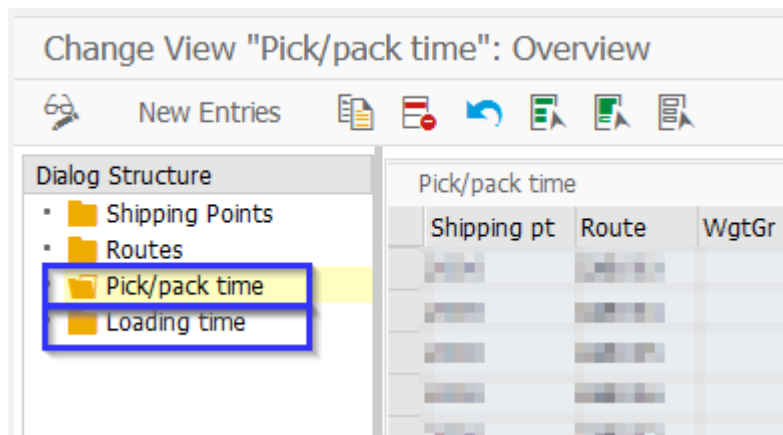 Change View "Pick/pack time": Overview
New Entries
Dialog Structure
Shipping Points
Routes
Pick/pack time
Loading time
Pick/pack time
Shipping pt Route WgtGr